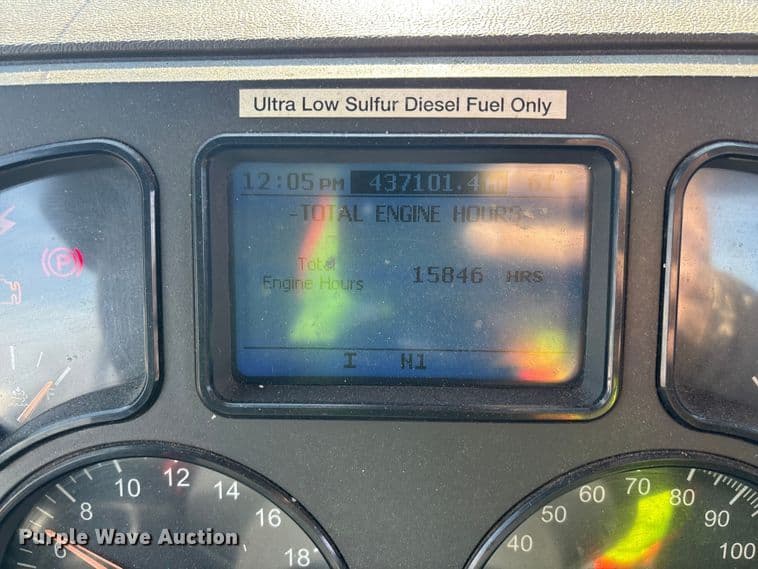 Ultra Low Sulfur Diesel Fuel Only
12:05 PM 437101.4
-TOTAL ENGINE HOURS-
Total
Engine Hours 15846 HRS
I N1
P
6 8 10 12 14 16 18
40 50 60 70 80 90 100
Purple Wave Auction